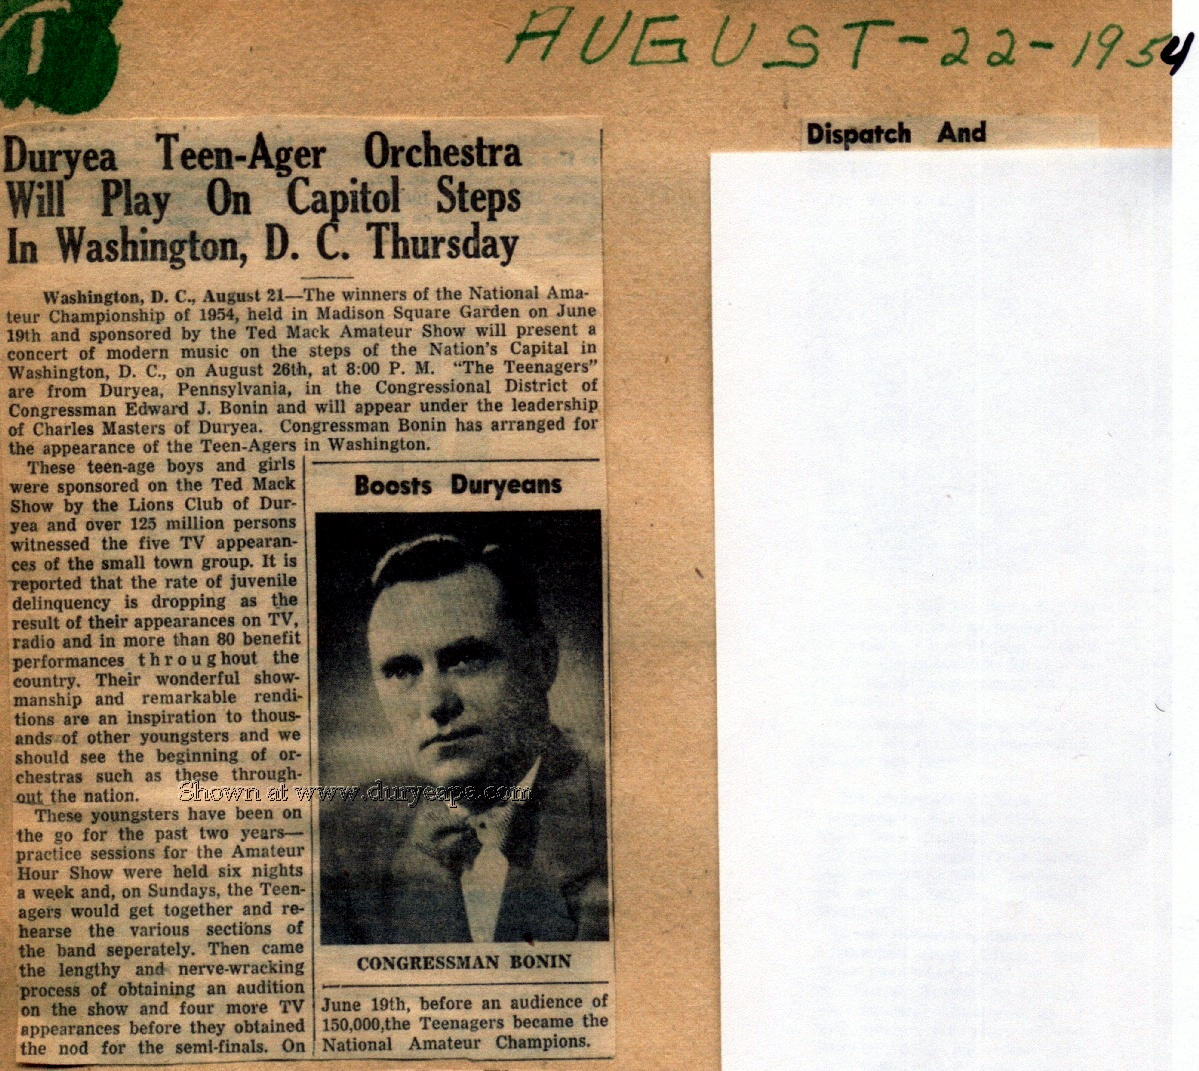 AUGUST-22-1954
Dispatch And
Duryea Teen-Ager Orchestra
Will Play On Capitol Steps
In Washington, D. C. Thursday
Washington, D. C., August 21—The winners of the National Ama-
teur Championship of 1954, held in Madison Square Garden on June
19th and sponsored by the Ted Mack Amateur Show will present a
concert of modern music on the steps of the Nation's Capital in
Washington, D. C., on August 26th, at 8:00 P. M. "The Teenagers"
are from Duryea, Pennsylvania, in the Congressional District of
Congressman Edward J. Bonin and will appear under the leadership
of Charles Masters of Duryea. Congressman Bonin has arranged for
the appearance of the Teen-Agers in Washington.
These teen-age boys and girls
were sponsored on the Ted Mack
Show by the Lions Club of Dur-
yea and over 125 million persons
witnessed the five TV appearan-
ces of the small town group. It is
reported that the rate of juvenile
delinquency is dropping as the
result of their appearances on TV,
radio and in more than 80 benefit
performances throughout the
country. Their wonderful show-
manship and remarkable rendi-
tions are an inspiration to thous-
ands of other youngsters and we
should see the beginning of or-
chestras such as these through-
out the nation.
These youngsters have been on
the go for the past two years—
practice sessions for the Amateur
Hour Show were held six nights
a week and, on Sundays, the Teen-
agers would get together and re-
hearse the various sections of
the band seperately. Then came
the lengthy and nerve-wracking
process of obtaining an audition
on the show and four more TV
appearances before they obtained
the nod for the semi-finals. On
Boosts Duryeans
Shown at www.duryeapa.com
CONGRESSMAN BONIN
June 19th, before an audience of
150,000,the Teenagers became the
National Amateur Champions.